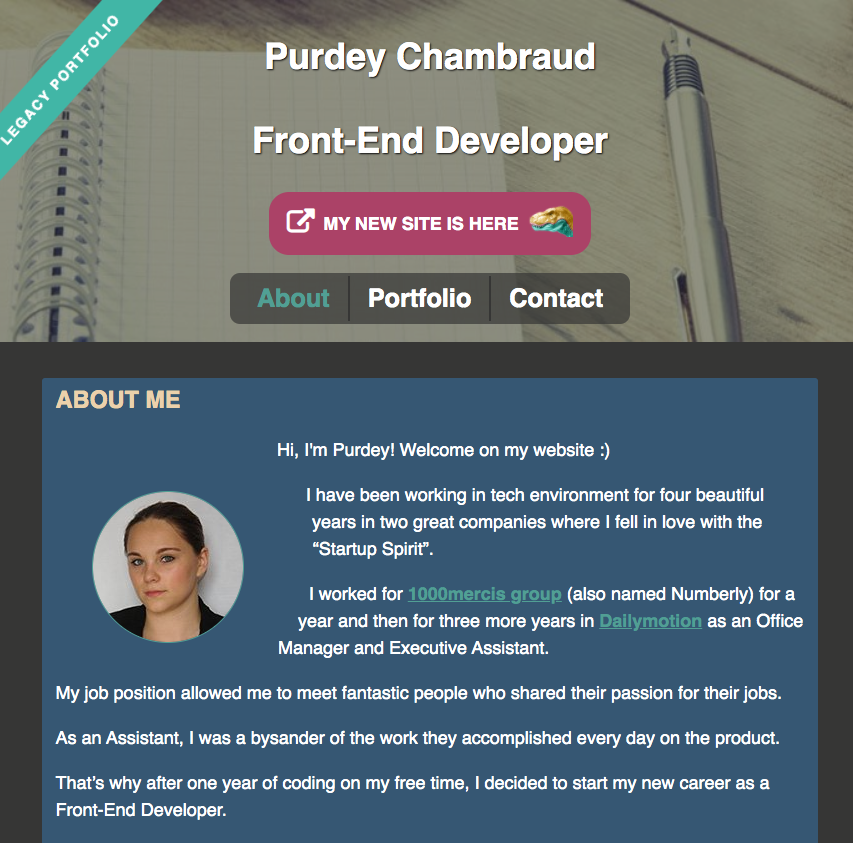 LEGACY PORTFOLIO
Purdey Chambraud
Front-End Developer
MY NEW SITE IS HERE
About Portfolio Contact
ABOUT ME
Hi, I'm Purdey! Welcome on my website :)
I have been working in tech environment for four beautiful
years in two great companies where I fell in love with the
“Startup Spirit”.
I worked for 1000mercis group (also named Numberly) for a
year and then for three more years in Dailymotion as an Office
Manager and Executive Assistant.
My job position allowed me to meet fantastic people who shared their passion for their jobs.
As an Assistant, I was a bysander of the work they accomplished every day on the product.
That’s why after one year of coding on my free time, I decided to start my new career as a
Front-End Developer.